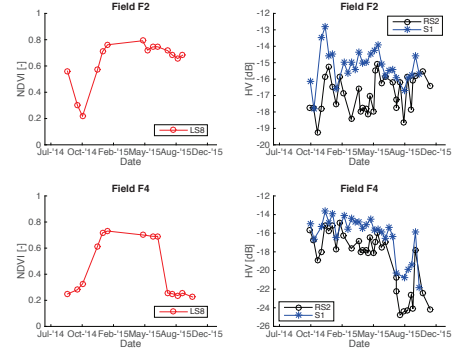 Field F2
NDVI [-]
1
0.8
0.6
0.4
0.2
0
Jul-'14 Oct-'14 Feb-'15 May-'15 Aug-'15 Dec-'15
Date
LS8
Field F2
HV [dB]
-12
-13
-14
-15
-16
-17
-18
-19
-20
Jul-'14 Oct-'14 Feb-'15 May-'15 Aug-'15 Dec-'15
Date
RS2
S1
Field F4
NDVI [-]
1
0.8
0.6
0.4
0.2
0
Jul-'14 Oct-'14 Feb-'15 May-'15 Aug-'15 Dec-'15
Date
LS8
Field F4
HV [dB]
-12
-14
-16
-18
-20
-22
-24
-26
Jul-'14 Oct-'14 Feb-'15 May-'15 Aug-'15 Dec-'15
Date
RS2
S1